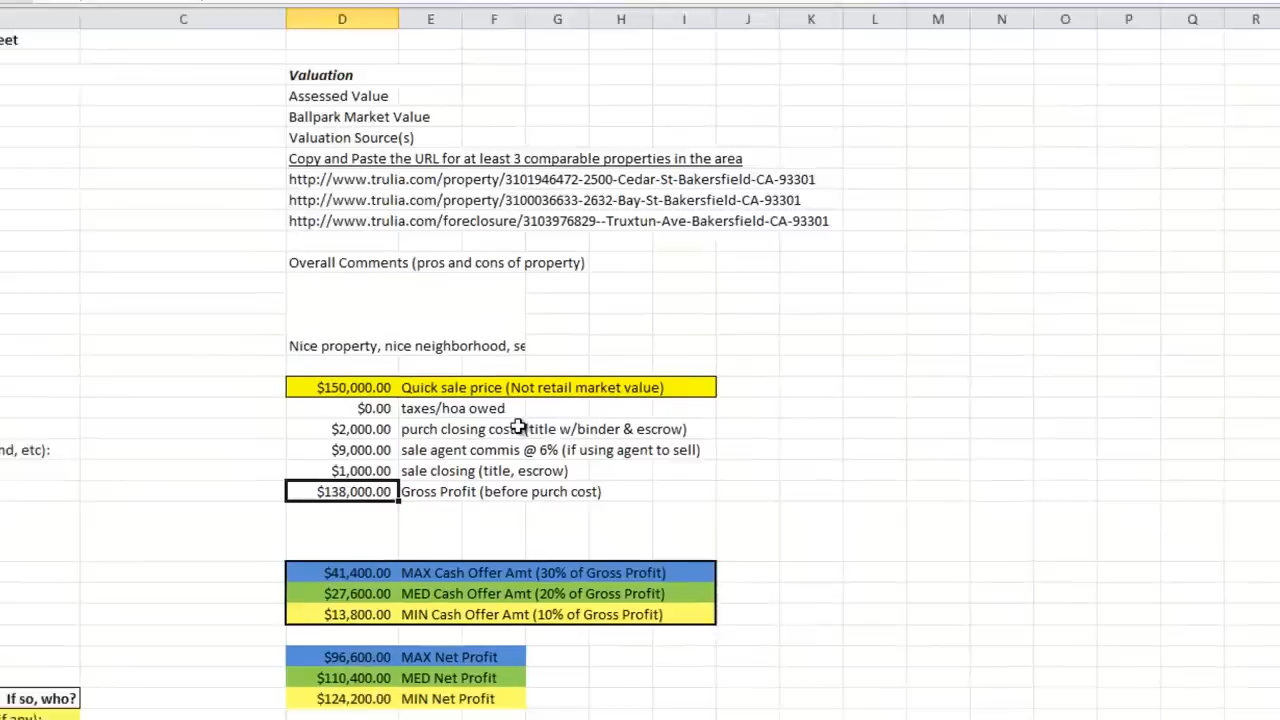 C D E F G H I J K L M N O P Q R
eet
Valuation
Assessed Value
Ballpark Market Value
Valuation Source(s)
Copy and Paste the URL for at least 3 comparable properties in the area
http://www.trulia.com/property/3101946472-2500-Cedar-St-Bakersfield-CA-93301
http://www.trulia.com/property/3100036633-2632-Bay-St-Bakersfield-CA-93301
http://www.trulia.com/foreclosure/3103976829--Truxtun-Ave-Bakersfield-CA-93301
Overall Comments (pros and cons of property)
Nice property, nice neighborhood, se
$150,000.00 Quick sale price (Not retail market value)
$0.00 taxes/hoa owed
$2,000.00 purch closing costs (title w/binder & escrow)
nd, etc): $9,000.00 sale agent commis @ 6% (if using agent to sell)
$1,000.00 sale closing (title, escrow)
$138,000.00 Gross Profit (before purch cost)
$41,400.00 MAX Cash Offer Amt (30% of Gross Profit)
$27,600.00 MED Cash Offer Amt (20% of Gross Profit)
$13,800.00 MIN Cash Offer Amt (10% of Gross Profit)
$96,600.00 MAX Net Profit
$110,400.00 MED Net Profit
If so, who? $124,200.00 MIN Net Profit
if any):